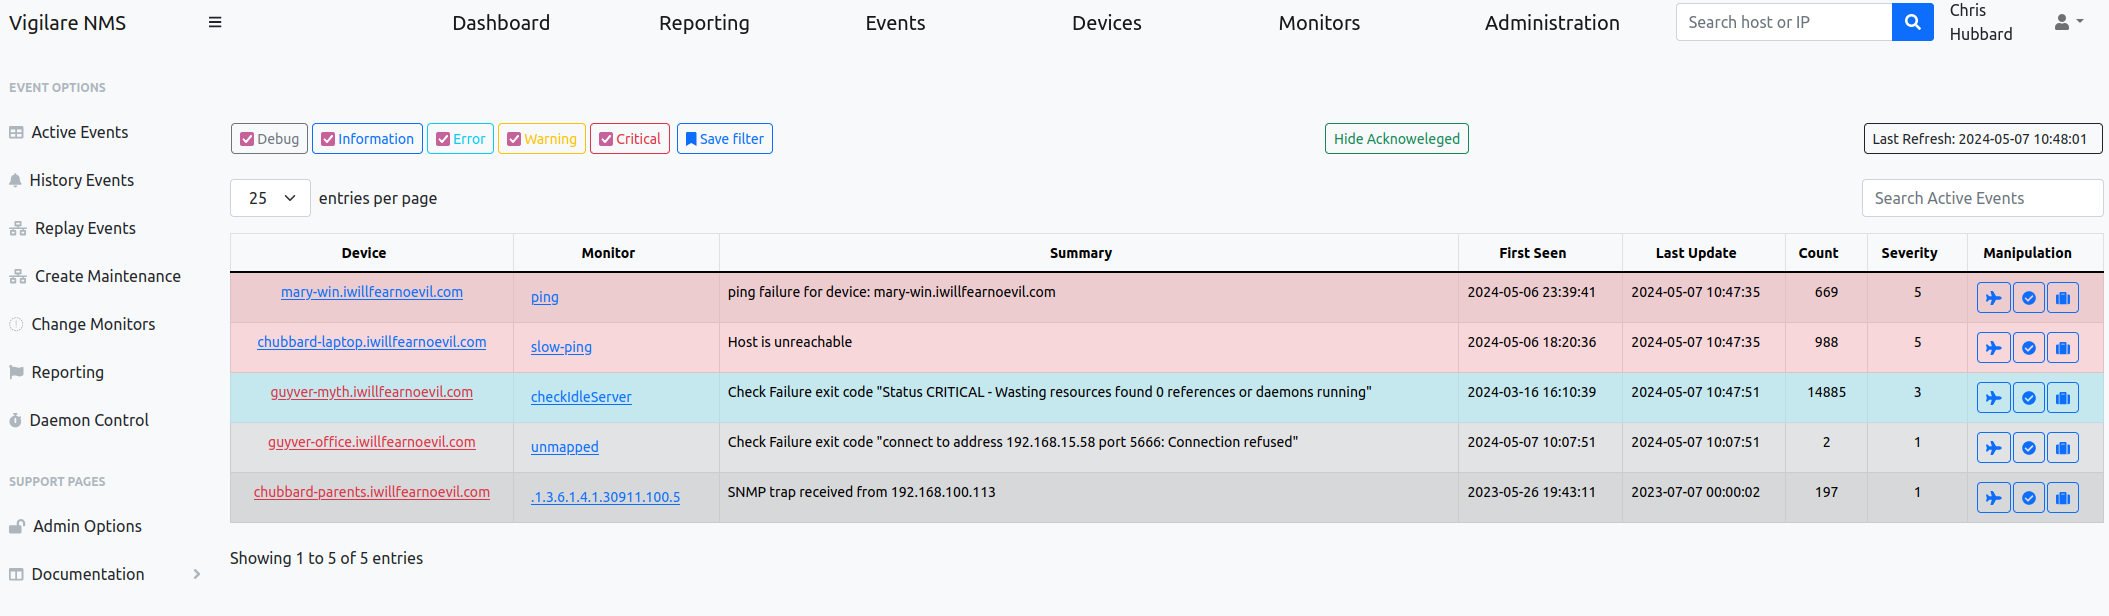 Vigilare NMS
Dashboard Reporting Events Devices Monitors Administration
Search host or IP
Chris
Hubbard
EVENT OPTIONS
Active Events
History Events
Replay Events
Create Maintenance
Change Monitors
Reporting
Daemon Control
SUPPORT PAGES
Admin Options
Documentation
Debug Information Error Warning Critical Save filter Hide Acknoweleged Last Refresh: 2024-05-07 10:48:01
25 entries per page Search Active Events
Device Monitor Summary First Seen Last Update Count Severity Manipulation
mary-win.iwillfearnoevil.com ping ping failure for device: mary-win.iwillfearnoevil.com 2024-05-06 23:39:41 2024-05-07 10:47:35 669 5
chubbard-laptop.iwillfearnoevil.com slow-ping Host is unreachable 2024-05-06 18:20:36 2024-05-07 10:47:35 988 5
guyver-myth.iwillfearnoevil.com checkIdleServer Check Failure exit code "Status CRITICAL - Wasting resources found 0 references or daemons running" 2024-03-16 16:10:39 2024-05-07 10:47:51 14885 3
guyver-office.iwillfearnoevil.com unmapped Check Failure exit code "connect to address 192.168.15.58 port 5666: Connection refused" 2024-05-07 10:07:51 2024-05-07 10:07:51 2 1
chubbard-parents.iwillfearnoevil.com .1.3.6.1.4.1.30911.100.5 SNMP trap received from 192.168.100.113 2023-05-26 19:43:11 2023-07-07 00:00:02 197 1
Showing 1 to 5 of 5 entries